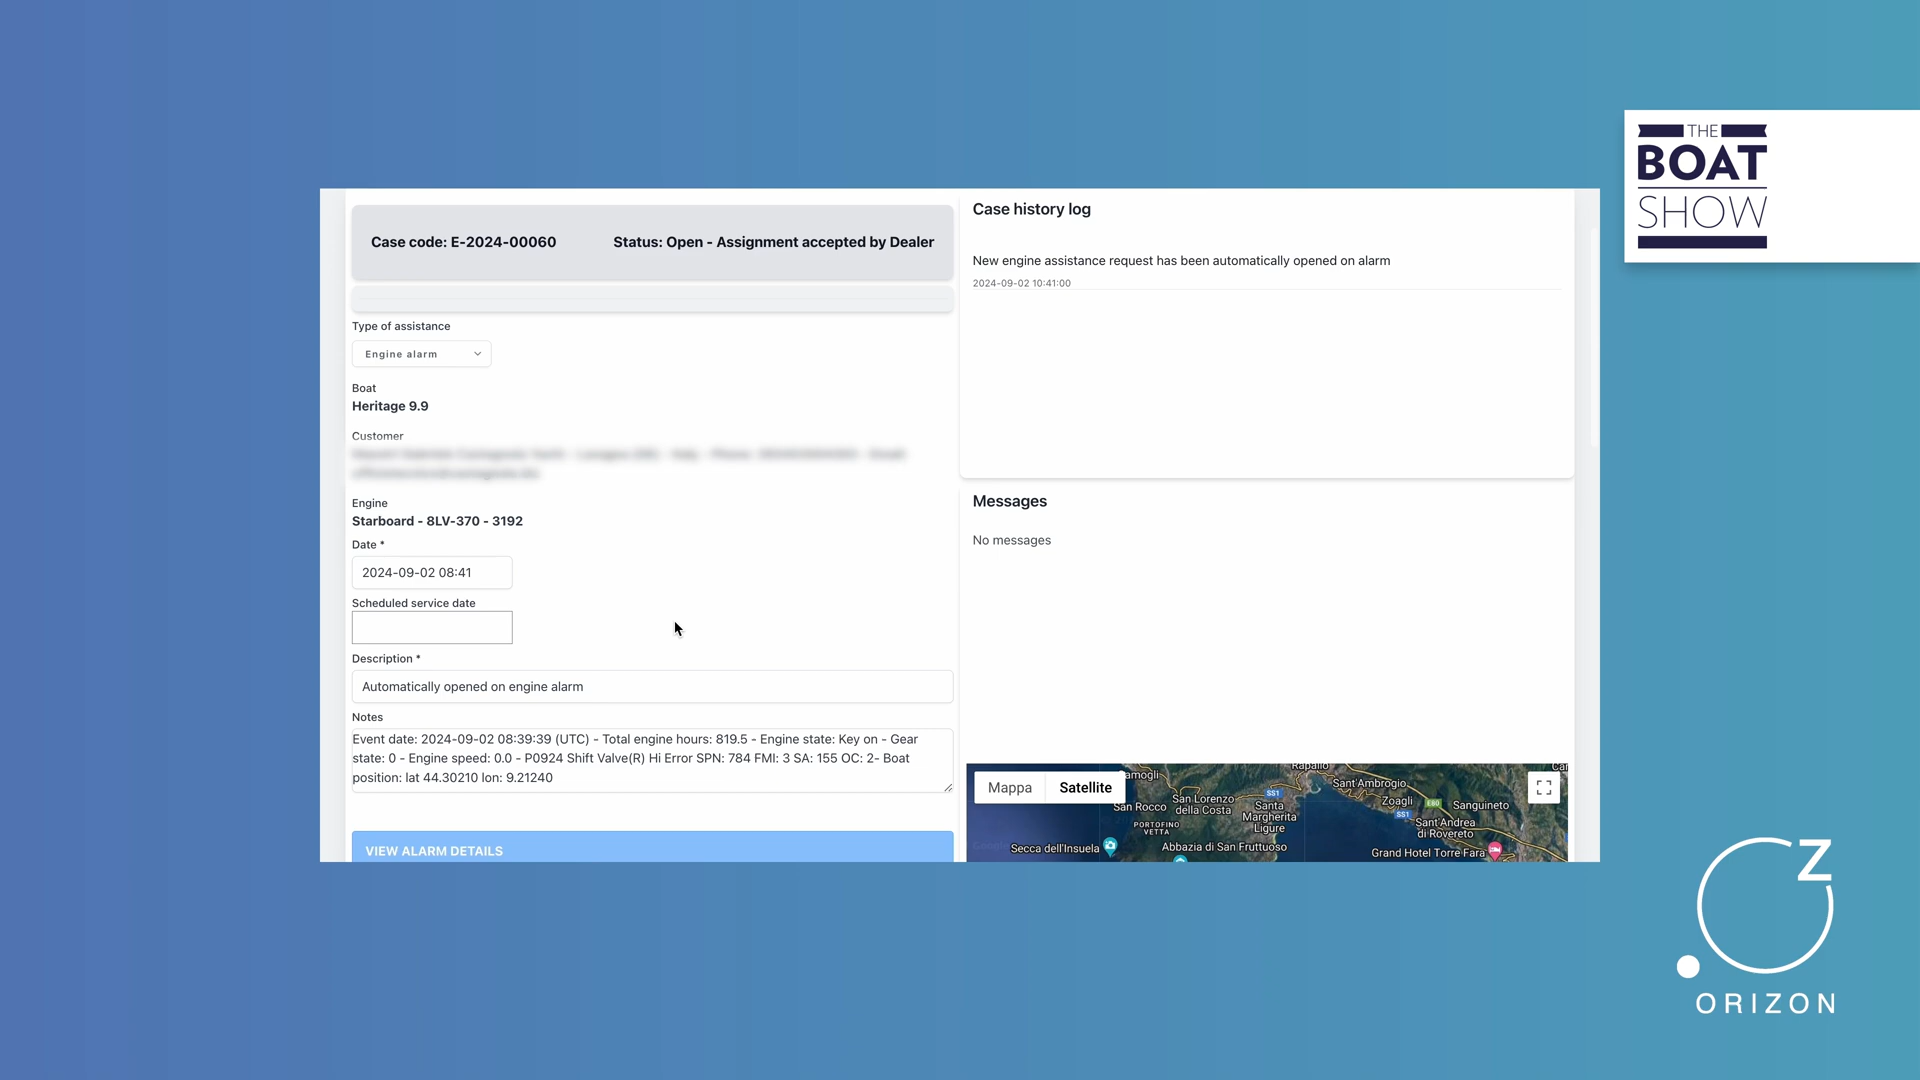 THE
BOAT
SHOW
Case code: E-2024-00060
Status: Open - Assignment accepted by Dealer
Type of assistance
Engine alarm
Boat
Heritage 9.9
Customer
Engine
Starboard - 8LV-370 - 3192
Date *
2024-09-02 08:41
Scheduled service date
Description *
Automatically opened on engine alarm
Notes
Event date: 2024-09-02 08:39:39 (UTC) - Total engine hours: 819.5 - Engine state: Key on - Gear
state: 0 - Engine speed: 0.0 - P0924 Shift Valve(R) Hi Error SPN: 784 FMI: 3 SA: 155 OC: 2- Boat
position: lat 44.30210 lon: 9.21240
VIEW ALARM DETAILS
Case history log
New engine assistance request has been automatically opened on alarm
2024-09-02 10:41:00
Messages
No messages
Mappa
Satellite
amogli
Rapallo
San Rocco
San Lorenzo
della Costa
SS1
Santa
Margherita
Ligure
PORTOFINO
VETTA
Secca dell'Insuela
Abbazia di San Fruttuoso
Sant'Ambrogio
Zoagli
E80
Sanguineto
SS1
Sant'Andrea
di Rovereto
Grand Hotel Torre Fara
Z
ORIZON